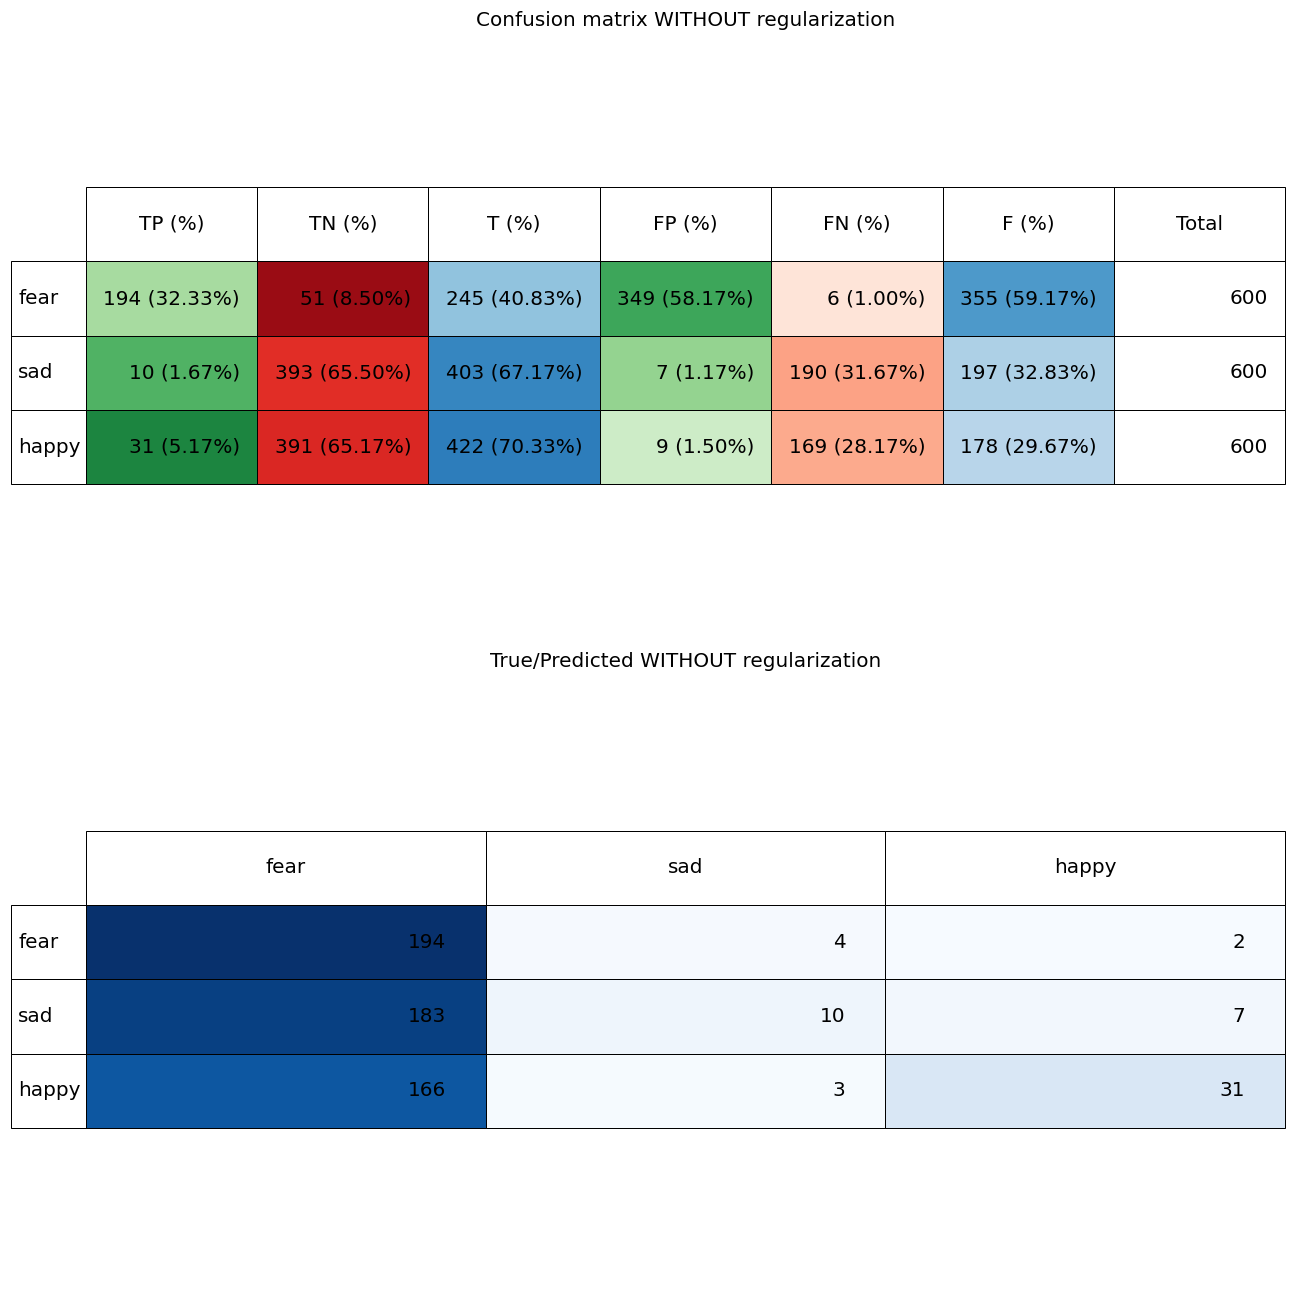 Confusion matrix WITHOUT regularization
TP (%) TN (%) T (%) FP (%) FN (%) F (%) Total
fear 194 (32.33%) 51 (8.50%) 245 (40.83%) 349 (58.17%) 6 (1.00%) 355 (59.17%) 600
sad 10 (1.67%) 393 (65.50%) 403 (67.17%) 7 (1.17%) 190 (31.67%) 197 (32.83%) 600
happy 31 (5.17%) 391 (65.17%) 422 (70.33%) 9 (1.50%) 169 (28.17%) 178 (29.67%) 600
True/Predicted WITHOUT regularization
fear sad happy
fear 194 4 2
sad 183 10 7
happy 166 3 31